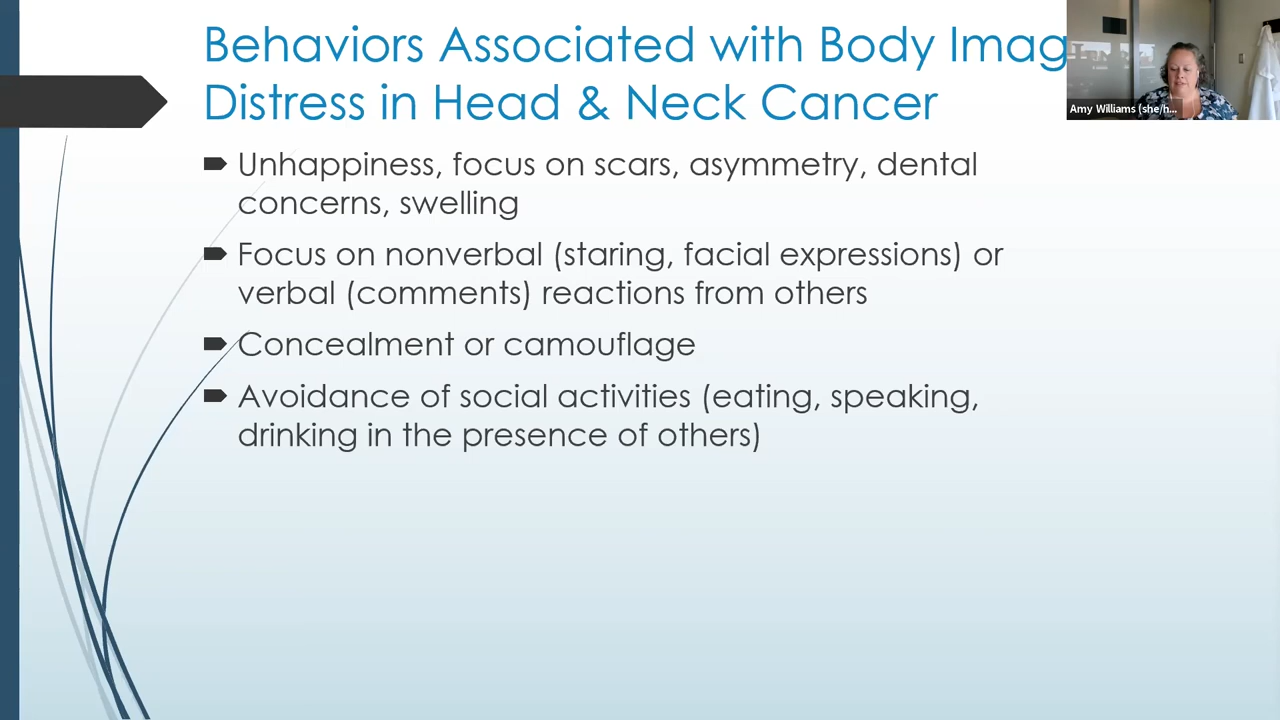 Behaviors Associated with Body Imag
Distress in Head & Neck Cancer
Amy Williams (she/h...
Unhappiness, focus on scars, asymmetry, dental
concerns, swelling
Focus on nonverbal (staring, facial expressions) or
verbal (comments) reactions from others
Concealment or camouflage
Avoidance of social activities (eating, speaking,
drinking in the presence of others)